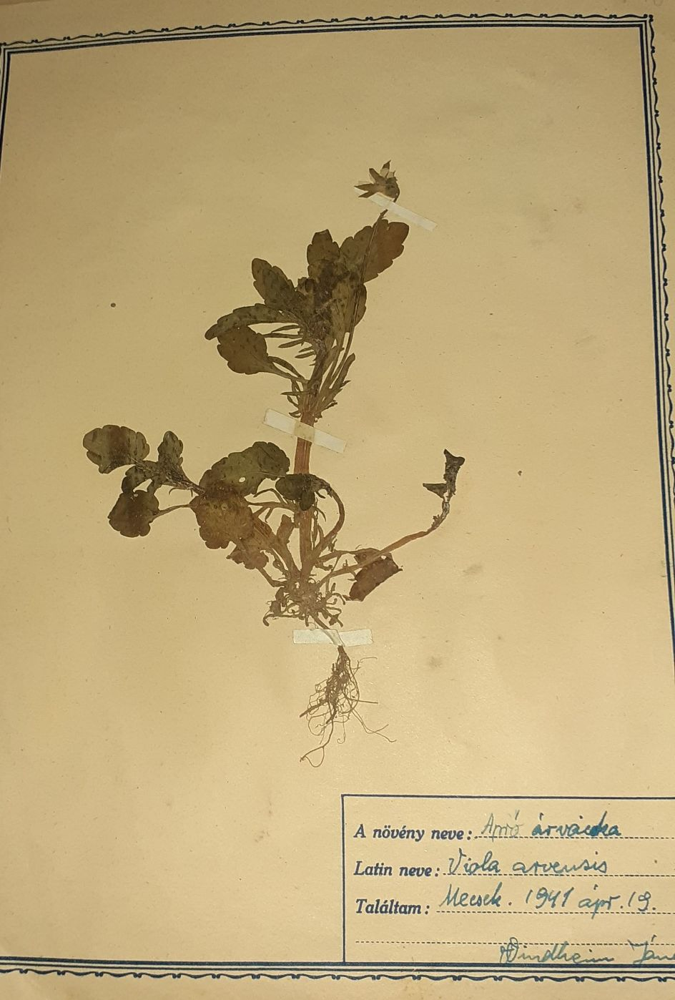 A növény neve: Apró árvácska
Latin neve: Viola arvensis
Találtam: Mecsek. 1941 ápr. 19.